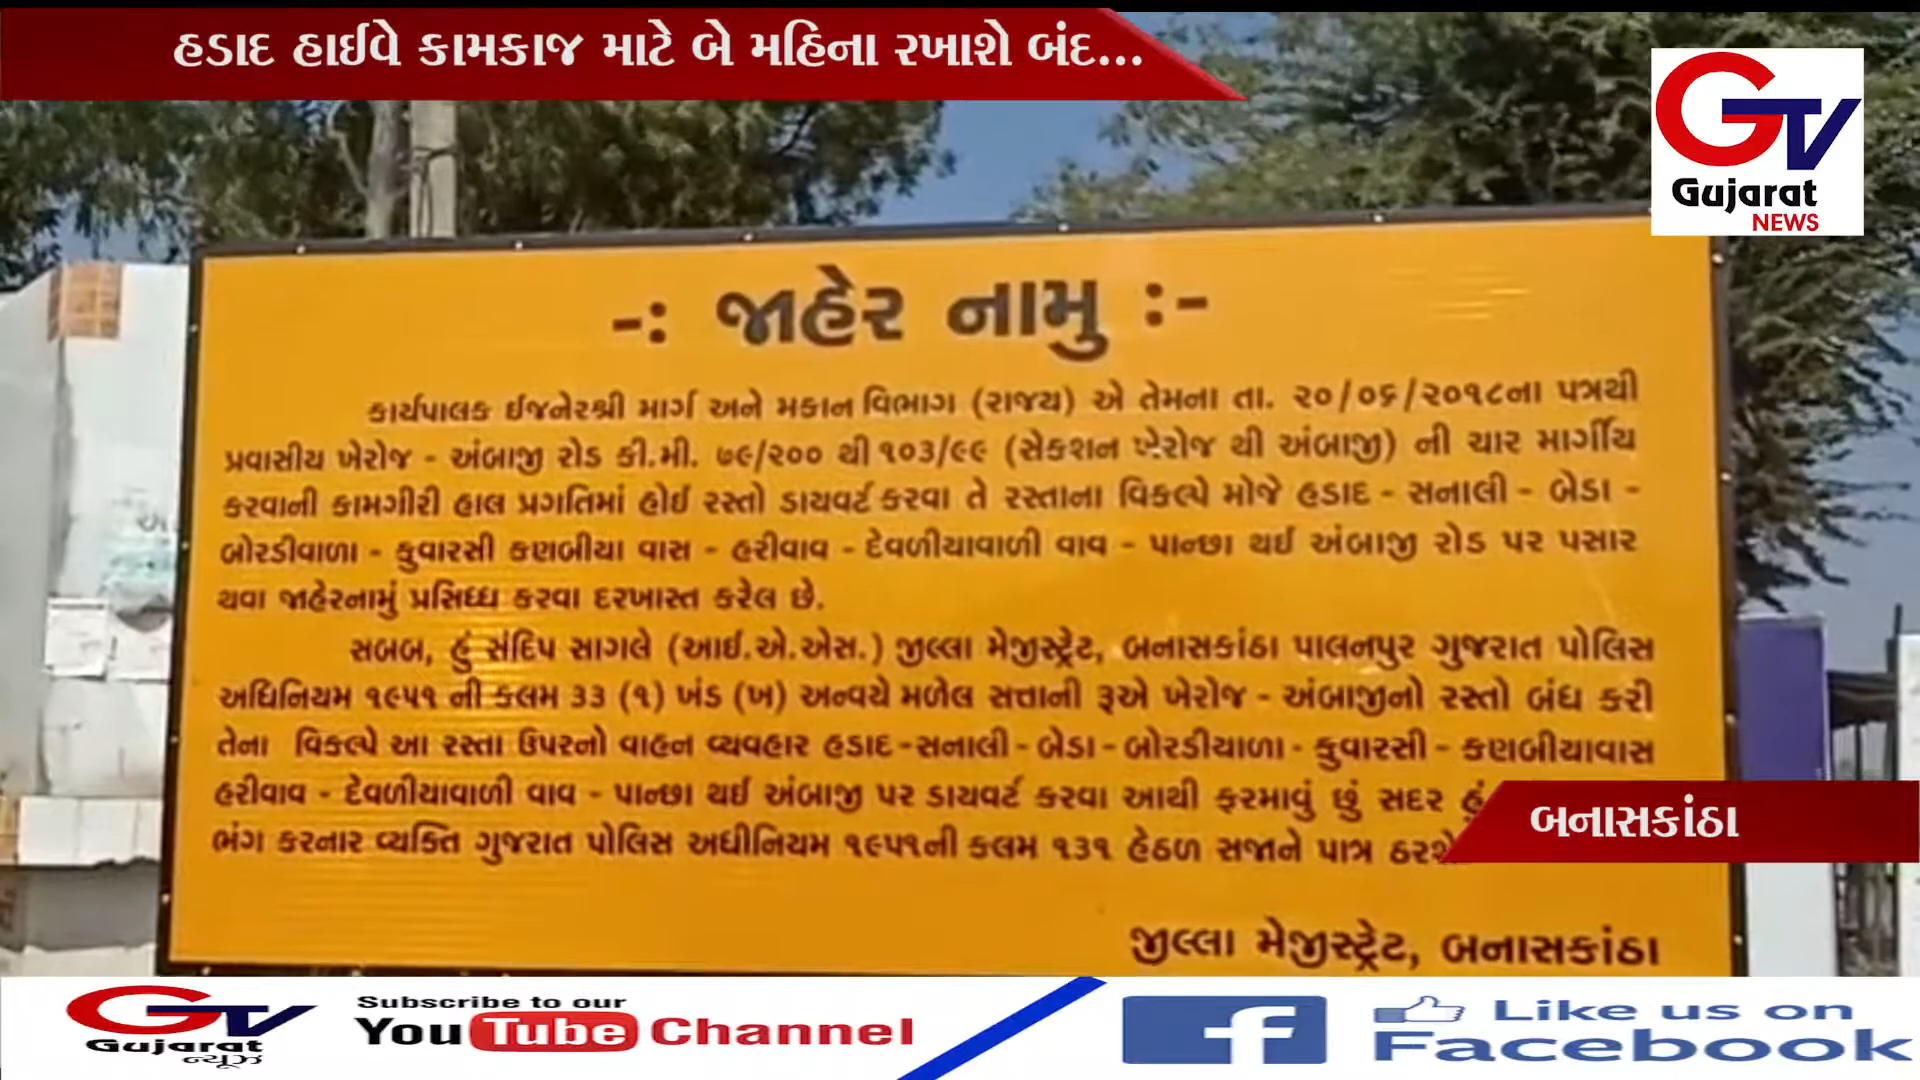 હડાદ હાઈવે કામકાજ માટે બે મહિના રખાશે બંદ...
GTV
Gujarat
NEWS
-: જાહેર નામુ :-
કાર્યપાલક ઈજનેરશ્રી માર્ગ અને મકાન વિભાગ (રાજ્ય) એ તેમના તા. ૨૦/૦૬/૨૦૧૮ના પત્રથી
પ્રવાસીય ખેરોજ - અંબાજી રોડ કી.મી. ૭૯/૨૦૦ થી ૧૦૩/૯૯ (સેકશન ખેરોજ થી અંબાજી) ની ચાર માર્ગીય
કરવાની કામગીરી હાલ પ્રગતિમાં હોઈ રસ્તો ડાયવર્ટ કરવા તે રસ્તાના વિકલ્પે મોજે હડાદ - સનાલી - બેડા -
બોરડીવાળા - કુવારસી કણબીયા વાસ - હરીવાવ - દેવળીયાવાળી વાવ - પાન્છા થઈ અંબાજી રોડ પર પસાર
થવા જાહેરનામું પ્રસિધ્ધ કરવા દરખાસ્ત કરેલ છે.
સબબ, હું સંદિપ સાગલે (આઈ.એ.એસ.) જીલ્લા મેજીસ્ટ્રેટ, બનાસકાંઠા પાલનપુર ગુજરાત પોલિસ
અધિનિયમ ૧૯૫૧ ની કલમ ૩૩ (૧) ખંડ (ખ) અન્વયે મળેલ સત્તાની રૂએ ખેરોજ - અંબાજીનો રસ્તો બંધ કરી
તેના વિકલ્પે આ રસ્તા ઉપરનો વાહન વ્યવહાર હડાદ - સનાલી - બેડા - બોરડીયાળા - કુવારસી - કણબીયાવાસ
હરીવાવ - દેવળીયાવાળી વાવ - પાન્છા થઈ અંબાજી પર ડાયવર્ટ કરવા આથી ફરમાવું છું સદર હું
ભંગ કરનાર વ્યક્તિ ગુજરાત પોલિસ અધીનિયમ ૧૯૫૧ની કલમ ૧૩૧ હેઠળ સજાને પાત્ર
બનાસકાંઠા
જીલ્લા મેજીસ્ટ્રેટ, બનાસકાંઠા
GTV
Gujarat
ન્યૂઝ
Subscribe to our
YouTube Channel
f
Like us on
Facebook